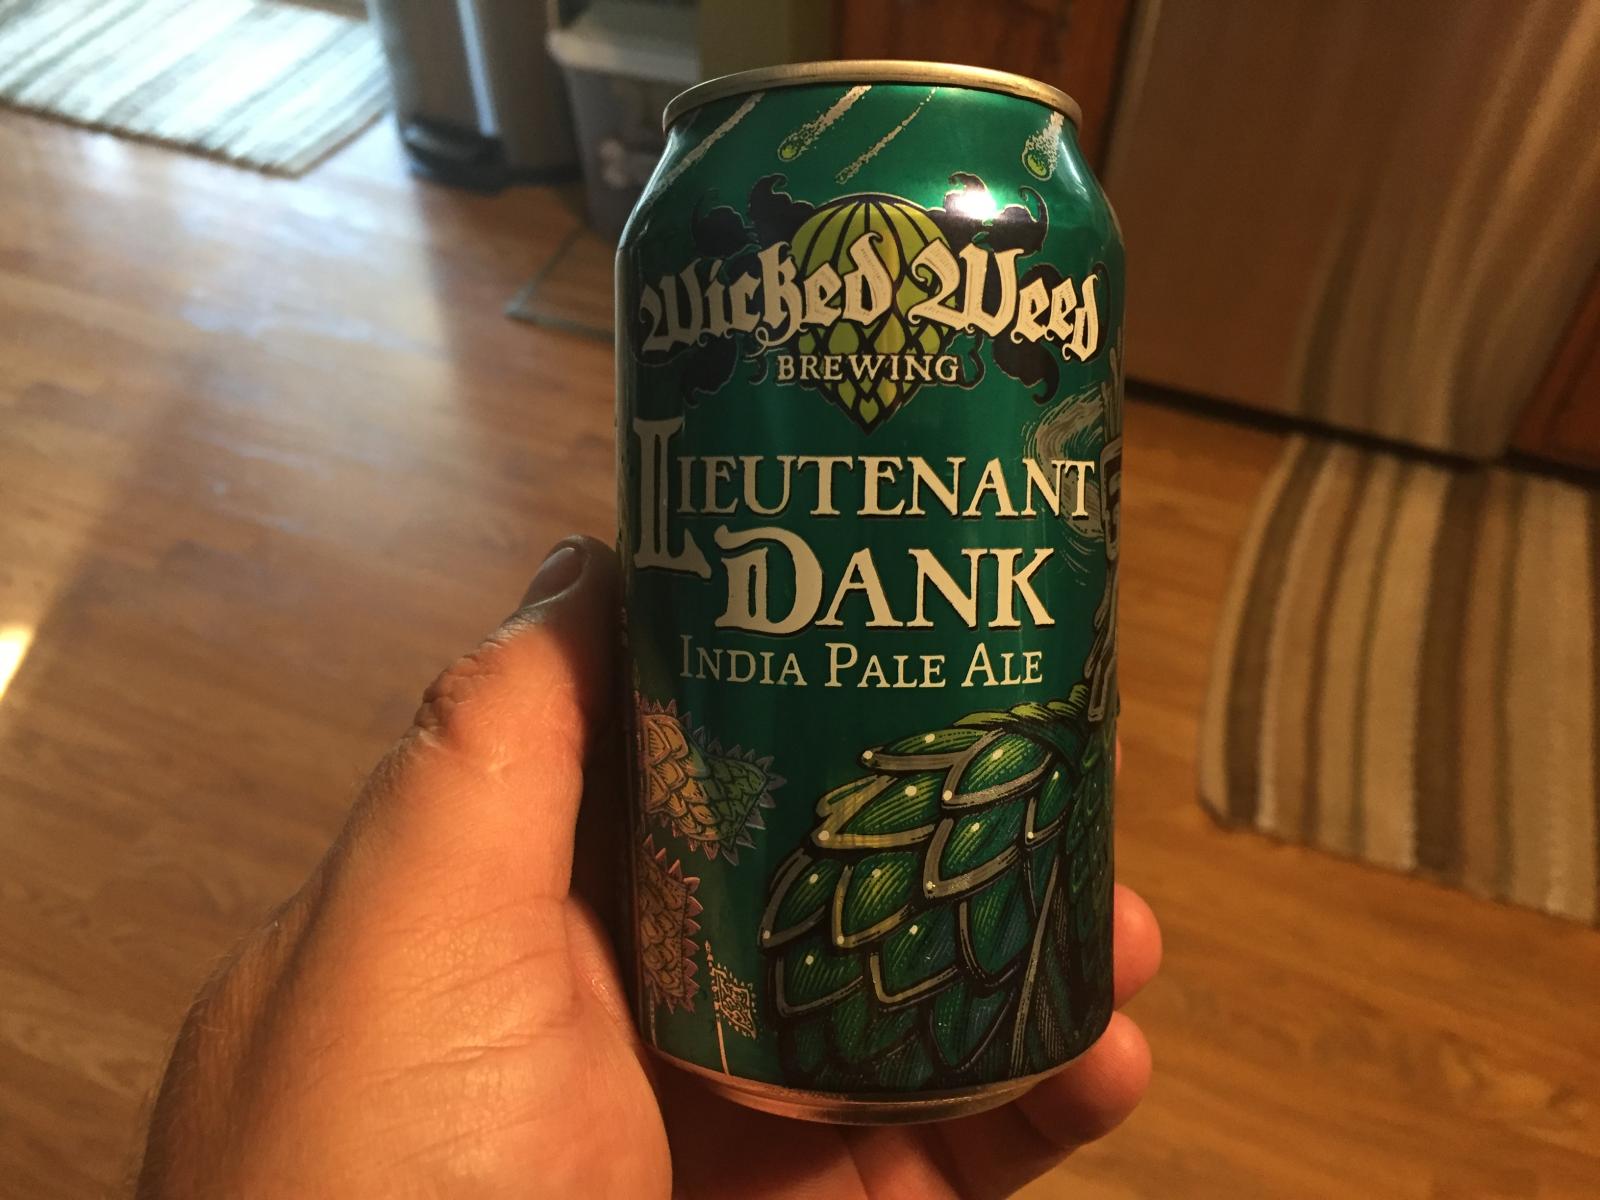 Wicked Weed
BREWING
LIEUTENANT
DANK
INDIA PALE ALE